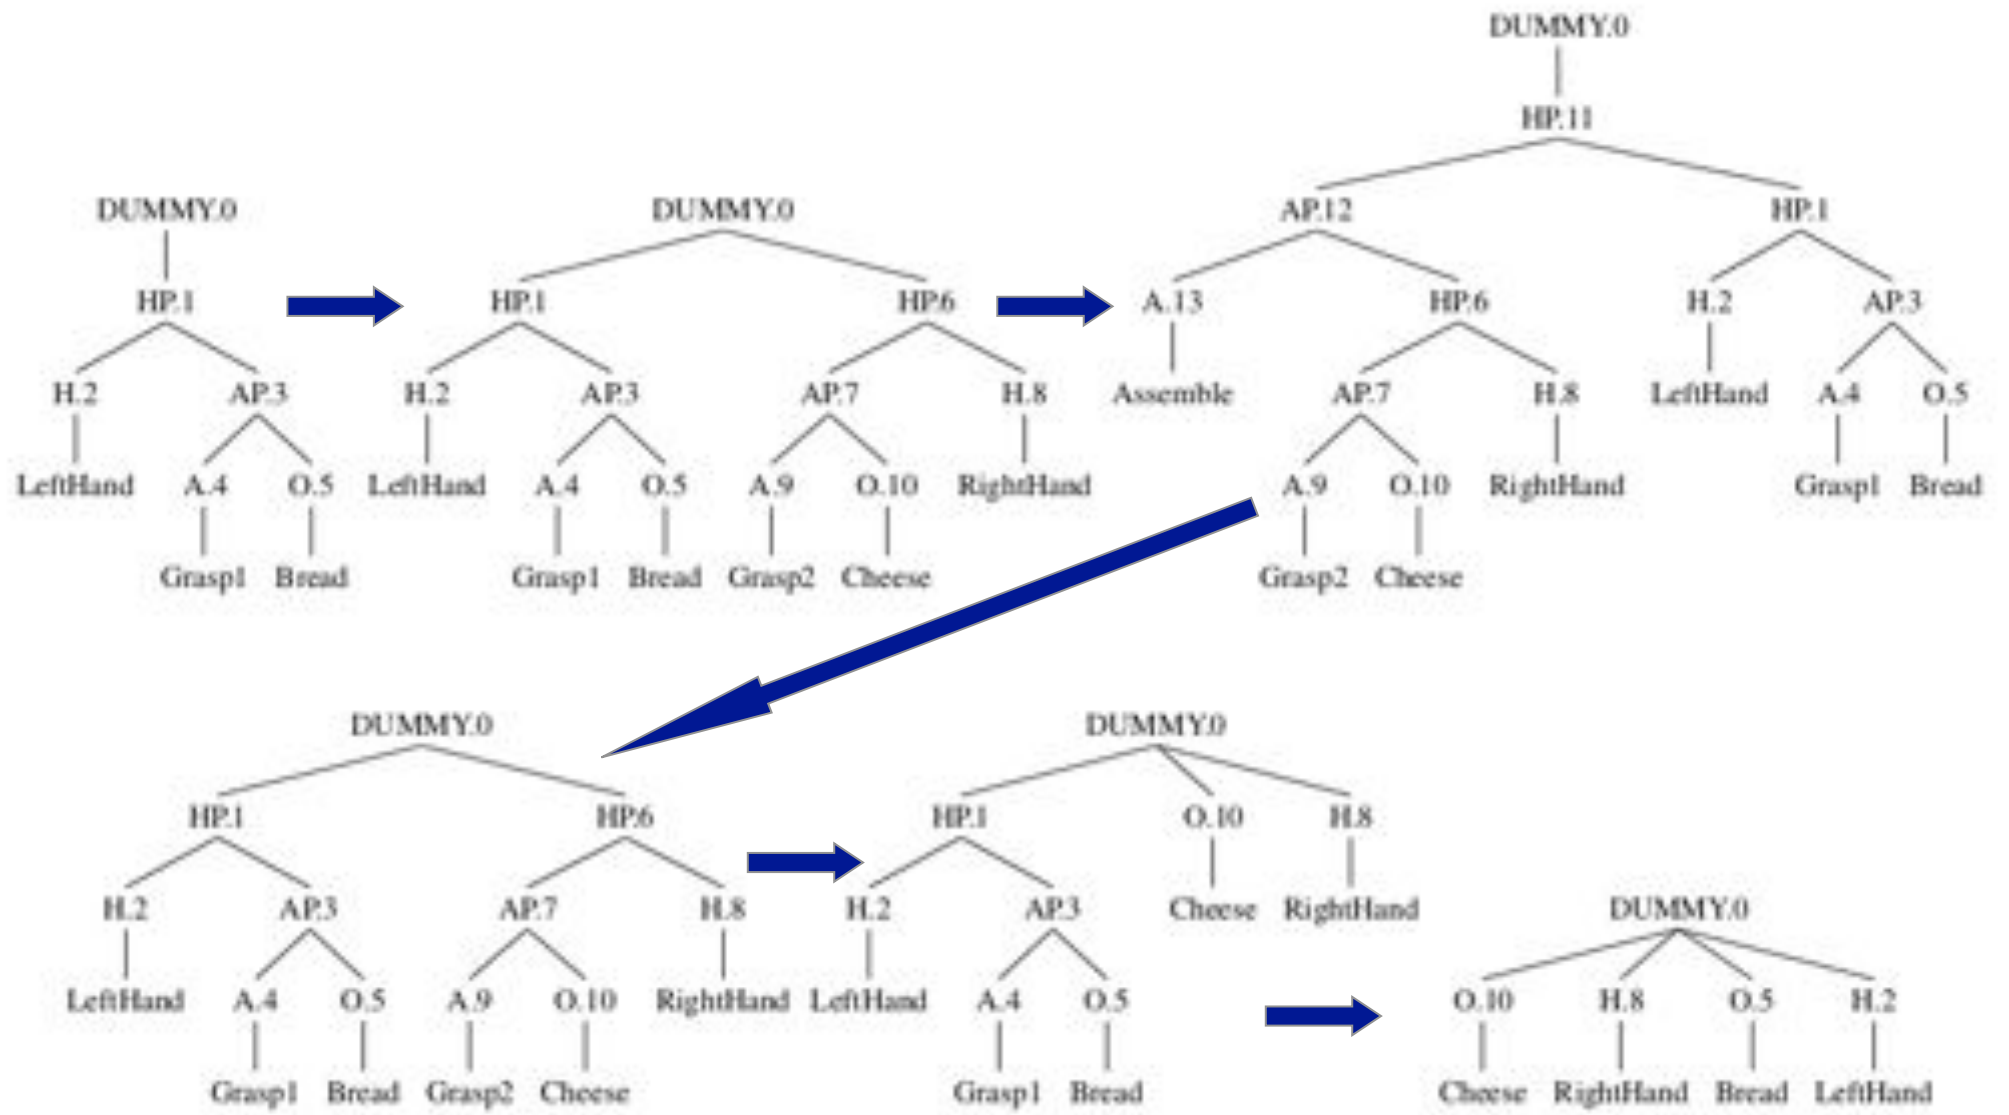 DUMMY.0
HP.11
DUMMY.0 DUMMY.0 AP.12 HP.1
HP.1 HP.1 HP.6 A.13 HP.6 H.2 AP.3
H.2 AP.3 H.2 AP.3 AP.7 H.8 Assemble AP.7 H.8 LeftHand A.4 O.5
LeftHand A.4 O.5 LeftHand A.4 O.5 A.9 O.10 RightHand A.9 O.10 RightHand Grasp1 Bread
Grasp1 Bread Grasp1 Bread Grasp2 Cheese Grasp2 Cheese
DUMMY.0 DUMMY.0
HP.1 HP.6 HP.1 O.10 H.8
H.2 AP.3 AP.7 H.8 H.2 AP.3 Cheese RightHand DUMMY.0
LeftHand A.4 O.5 A.9 O.10 RightHand LeftHand A.4 O.5 O.10 H.8 O.5 H.2
Grasp1 Bread Grasp2 Cheese Grasp1 Bread Cheese RightHand Bread LeftHand